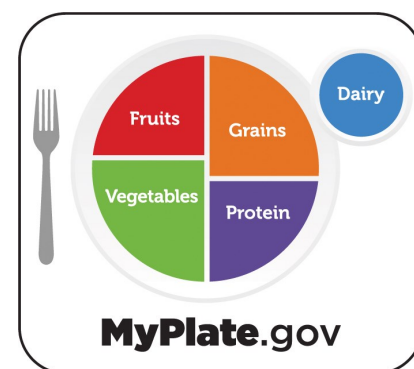 Fruits
Grains
Dairy
Vegetables
Protein
MyPlate.gov